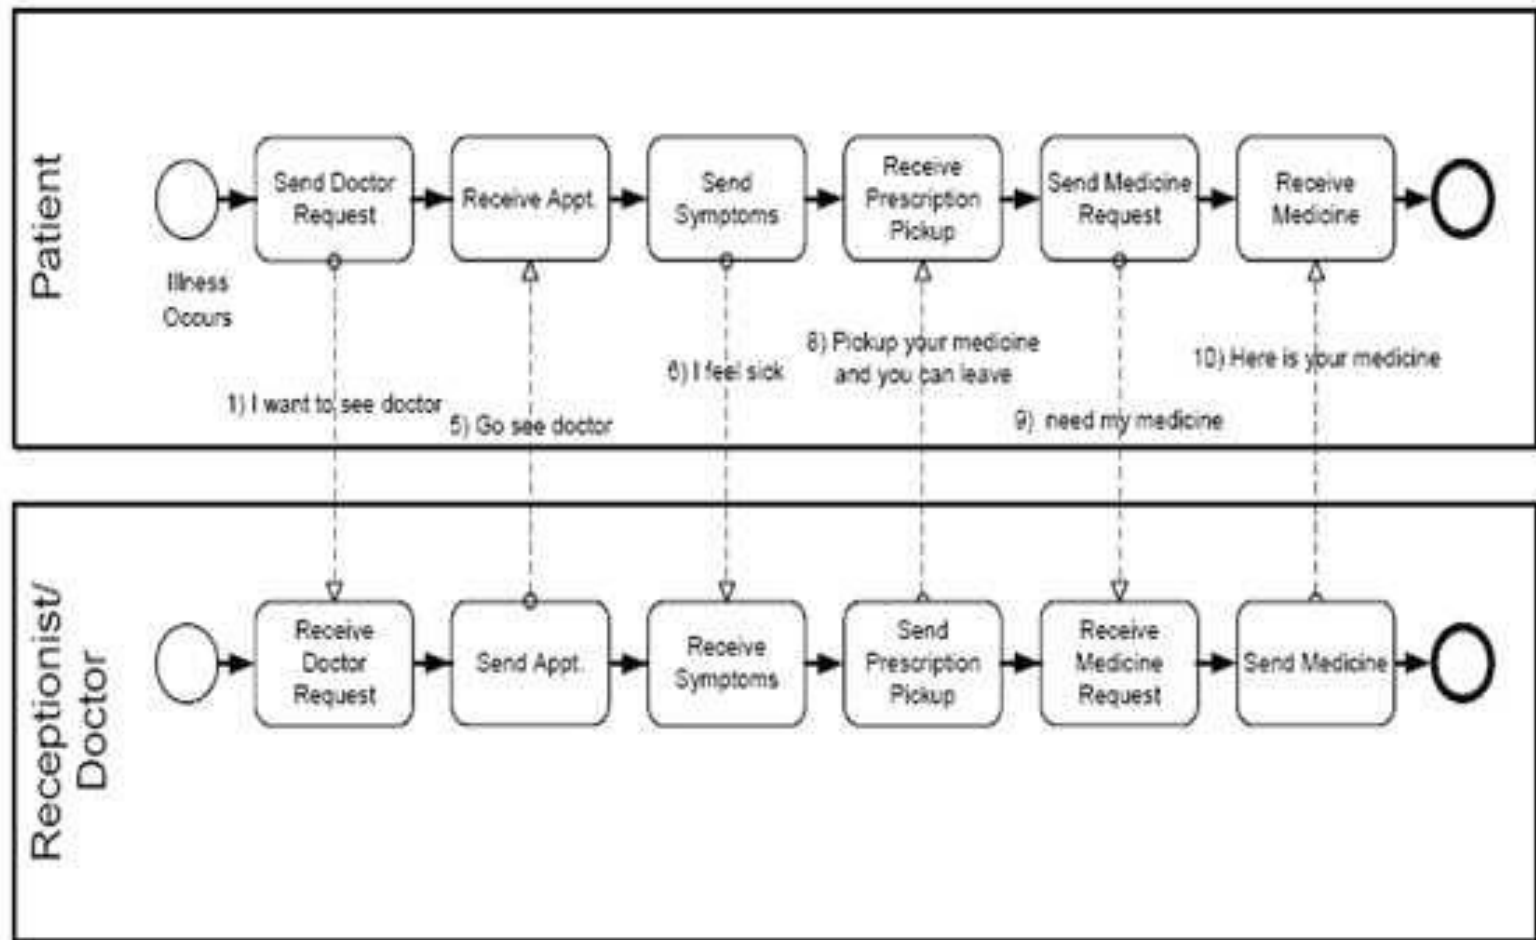 Patient
Illness
Occurs
Send Doctor
Request
Receive Appt.
Send
Symptoms
Receive
Prescription
Pickup
Send Medicine
Request
Receive
Medicine
1) I want to see doctor
5) Go see doctor
6) I feel sick
8) Pickup your medicine
and you can leave
9) need my medicine
10) Here is your medicine
Receptionist/
Doctor
Receive
Doctor
Request
Send Appt.
Receive
Symptoms
Send
Prescription
Pickup
Receive
Medicine
Request
Send Medicine